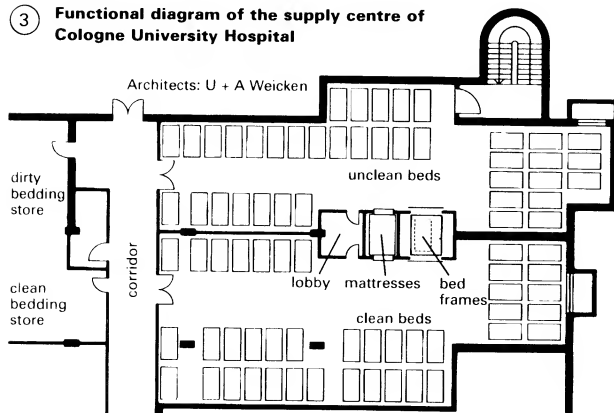 3 Functional diagram of the supply centre of
Cologne University Hospital
Architects: U + A Weicken
dirty
bedding
store
unclean beds
corridor
lobby
mattresses
bed
frames
clean
bedding
store
clean beds